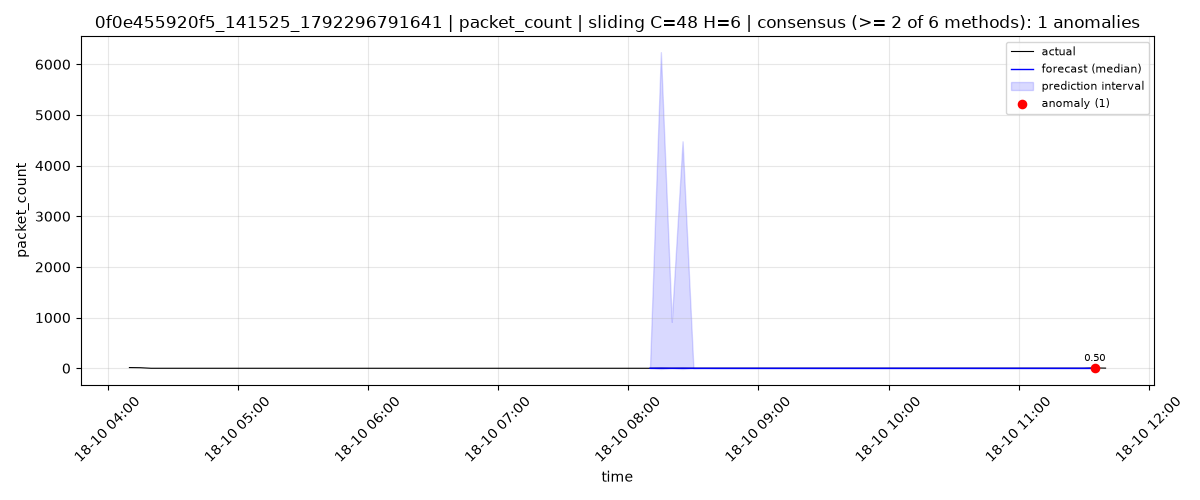 0f0e455920f5_141525_1792296791641 | packet_count | sliding C=48 H=6 | consensus (>= 2 of 6 methods): 1 anomalies
actual
forecast (median)
prediction interval
anomaly (1)
packet_count
6000
5000
4000
3000
2000
1000
0
0.50
18-10 04:00
18-10 05:00
18-10 06:00
18-10 07:00
18-10 08:00
18-10 09:00
18-10 10:00
18-10 11:00
18-10 12:00
time